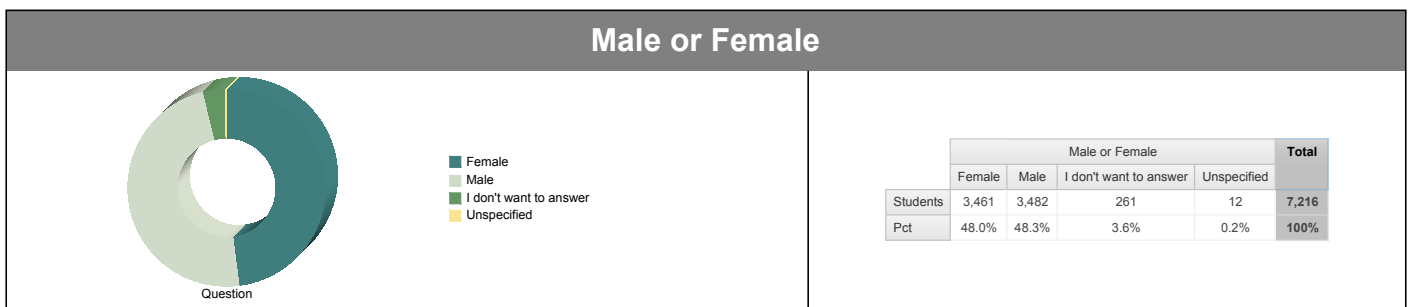 Male or Female
Question
Female
Male
I don't want to answer
Unspecified
Male or Female Total
Female Male I don't want to answer Unspecified
Students 3,461 3,482 261 12 7,216
Pct 48.0% 48.3% 3.6% 0.2% 100%